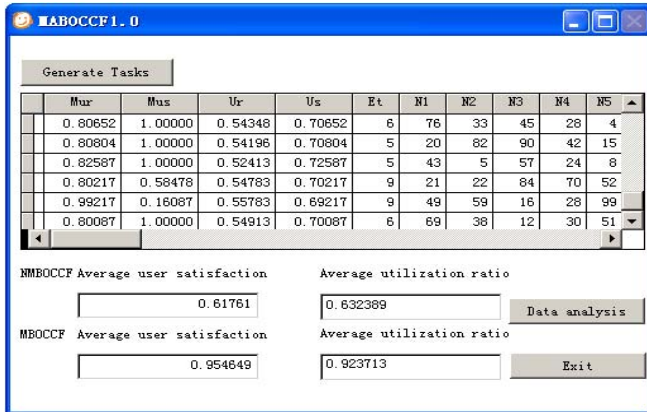 MABOCCF1.0
Generate Tasks
Mur Mus Ur Us Et N1 N2 N3 N4 N5
0.80652 1.00000 0.54348 0.70652 6 76 33 45 28 4
0.80804 1.00000 0.54196 0.70804 5 20 82 90 42 15
0.82587 1.00000 0.52413 0.72587 5 43 5 57 24 8
0.80217 0.58478 0.54783 0.70217 9 21 22 84 70 52
0.99217 0.16087 0.55783 0.69217 9 49 59 16 28 99
0.80087 1.00000 0.54913 0.70087 6 69 38 12 30 51
NMBOCCF Average user satisfaction Average utilization ratio
0.61761 0.632389 Data analysis
MBOCCF Average user satisfaction Average utilization ratio
0.954649 0.923713 Exit